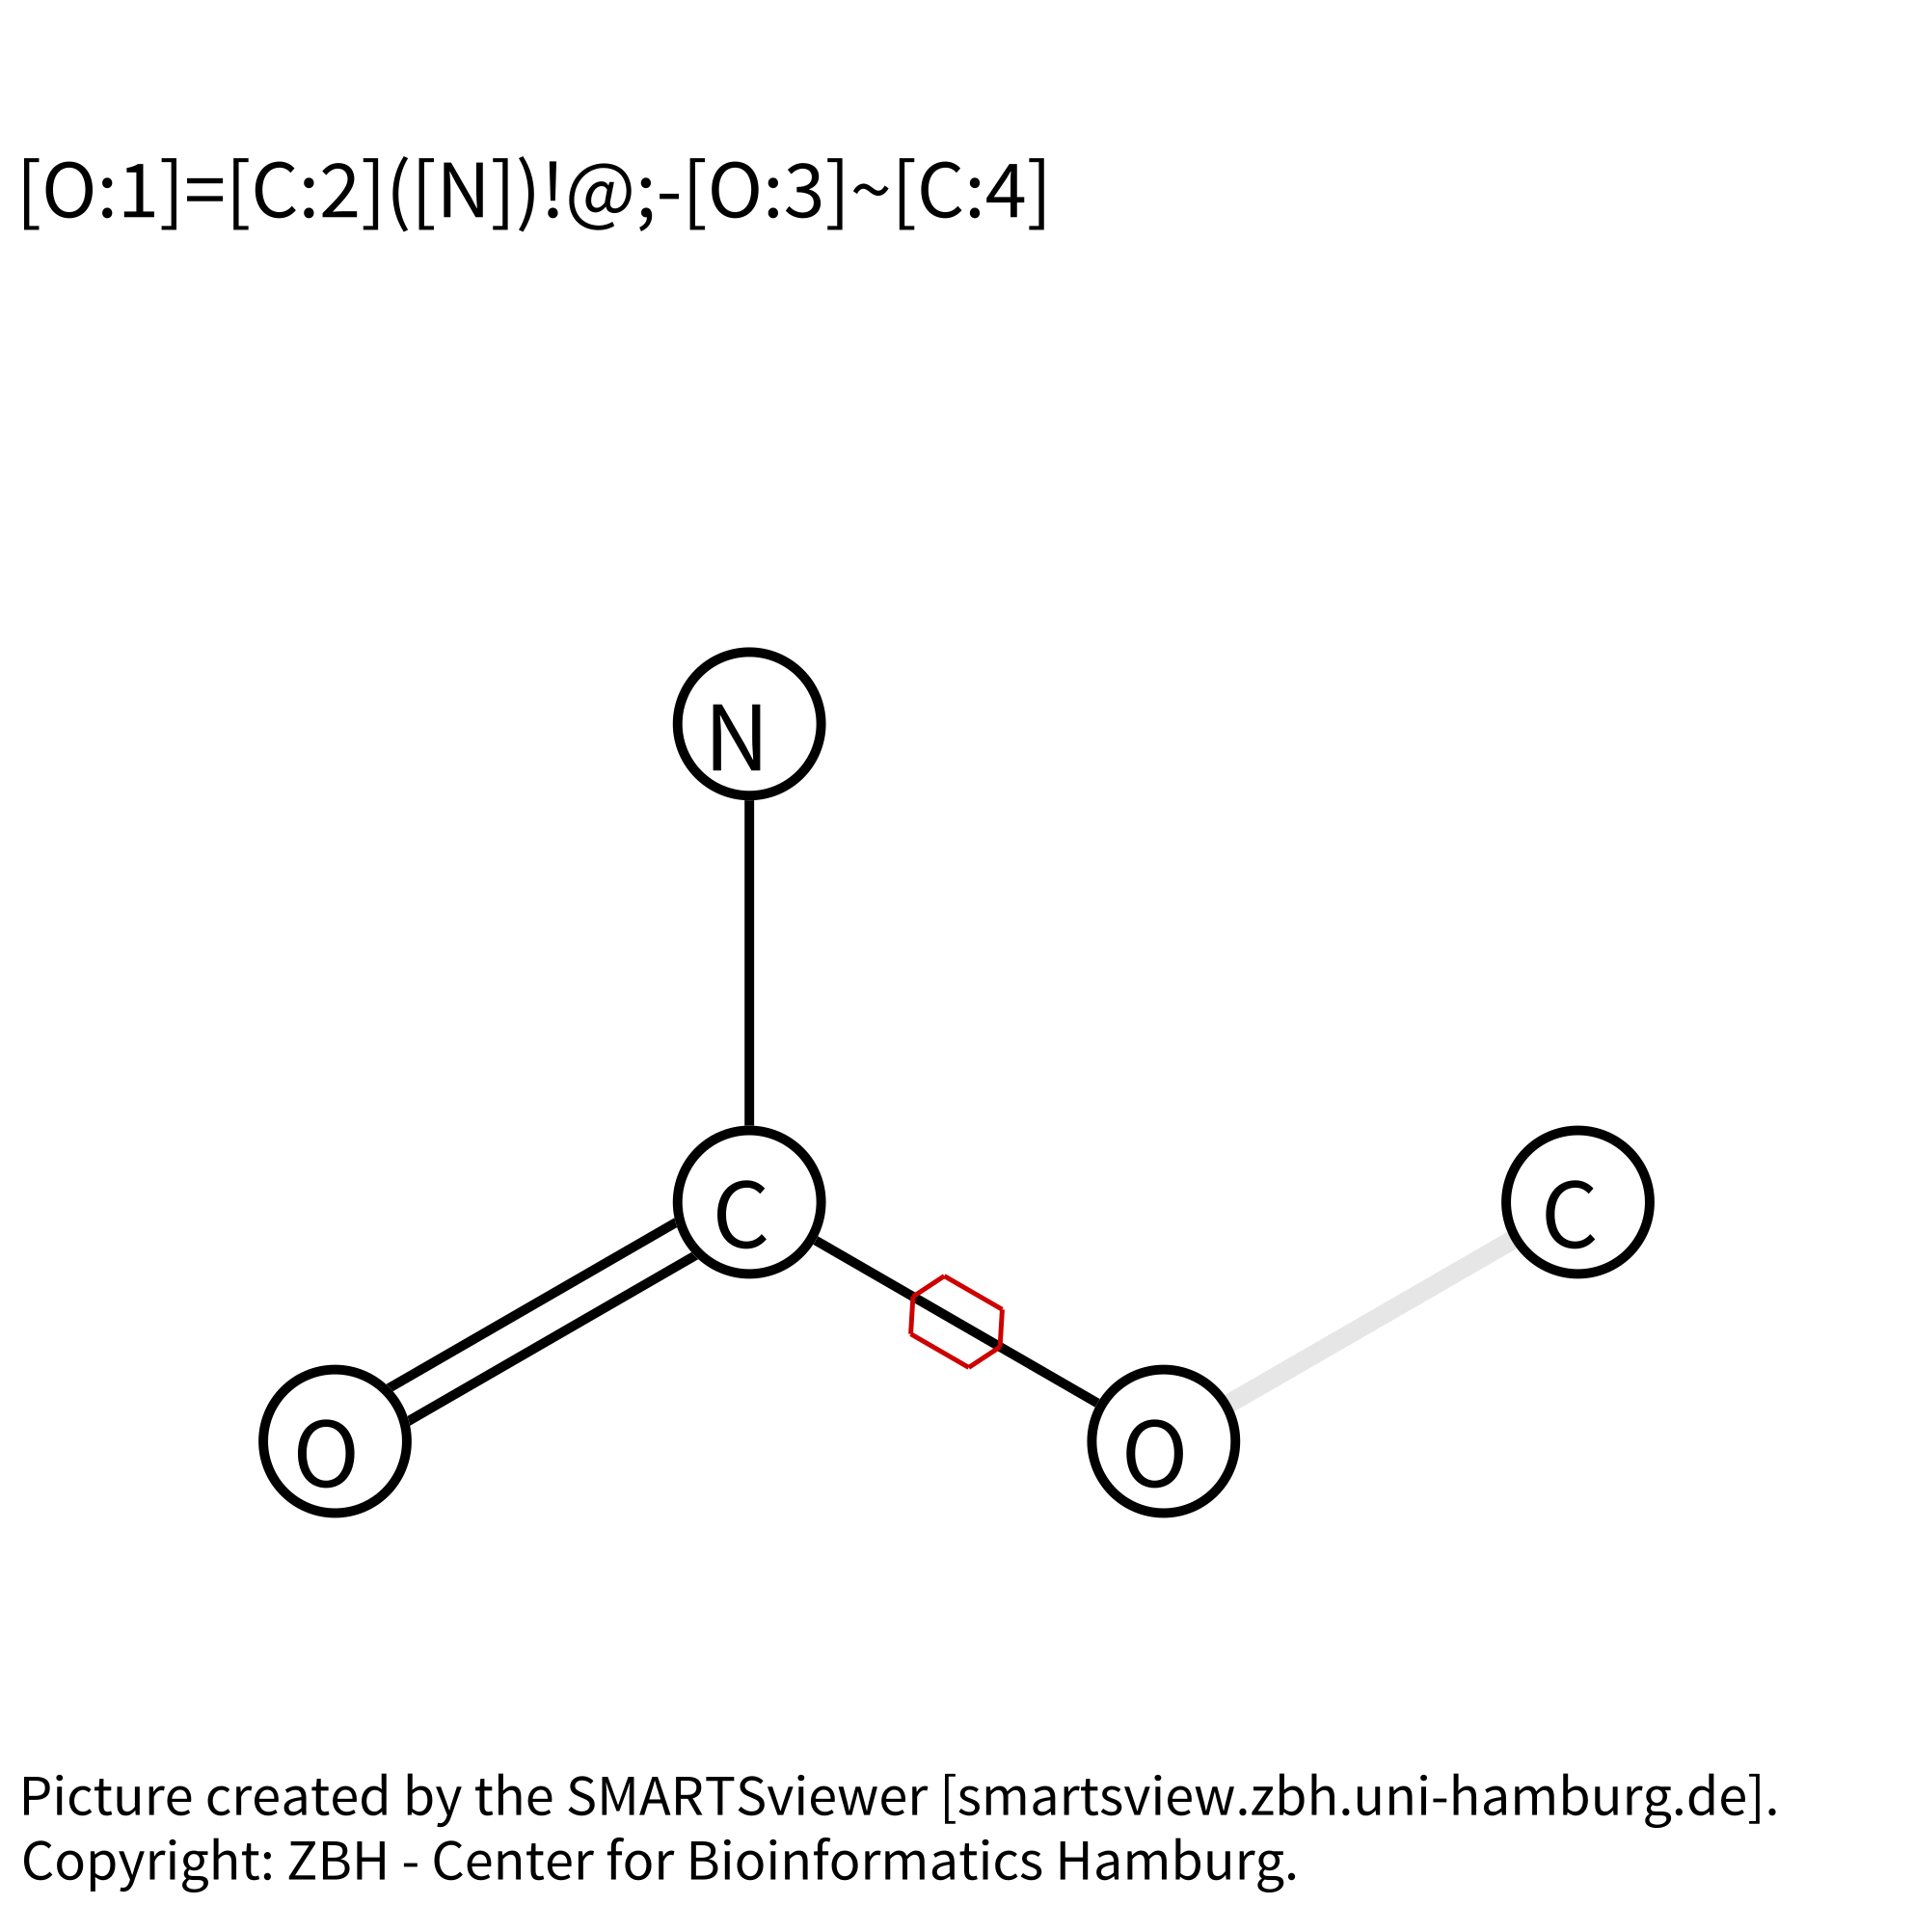 [O:1]=[C:2]([N])!@;-[O:3]~[C:4]
N
C
C
O
O
Picture created by the SMARTSviewer [smartsview.zbh.uni-hamburg.de].
Copyright: ZBH - Center for Bioinformatics Hamburg.